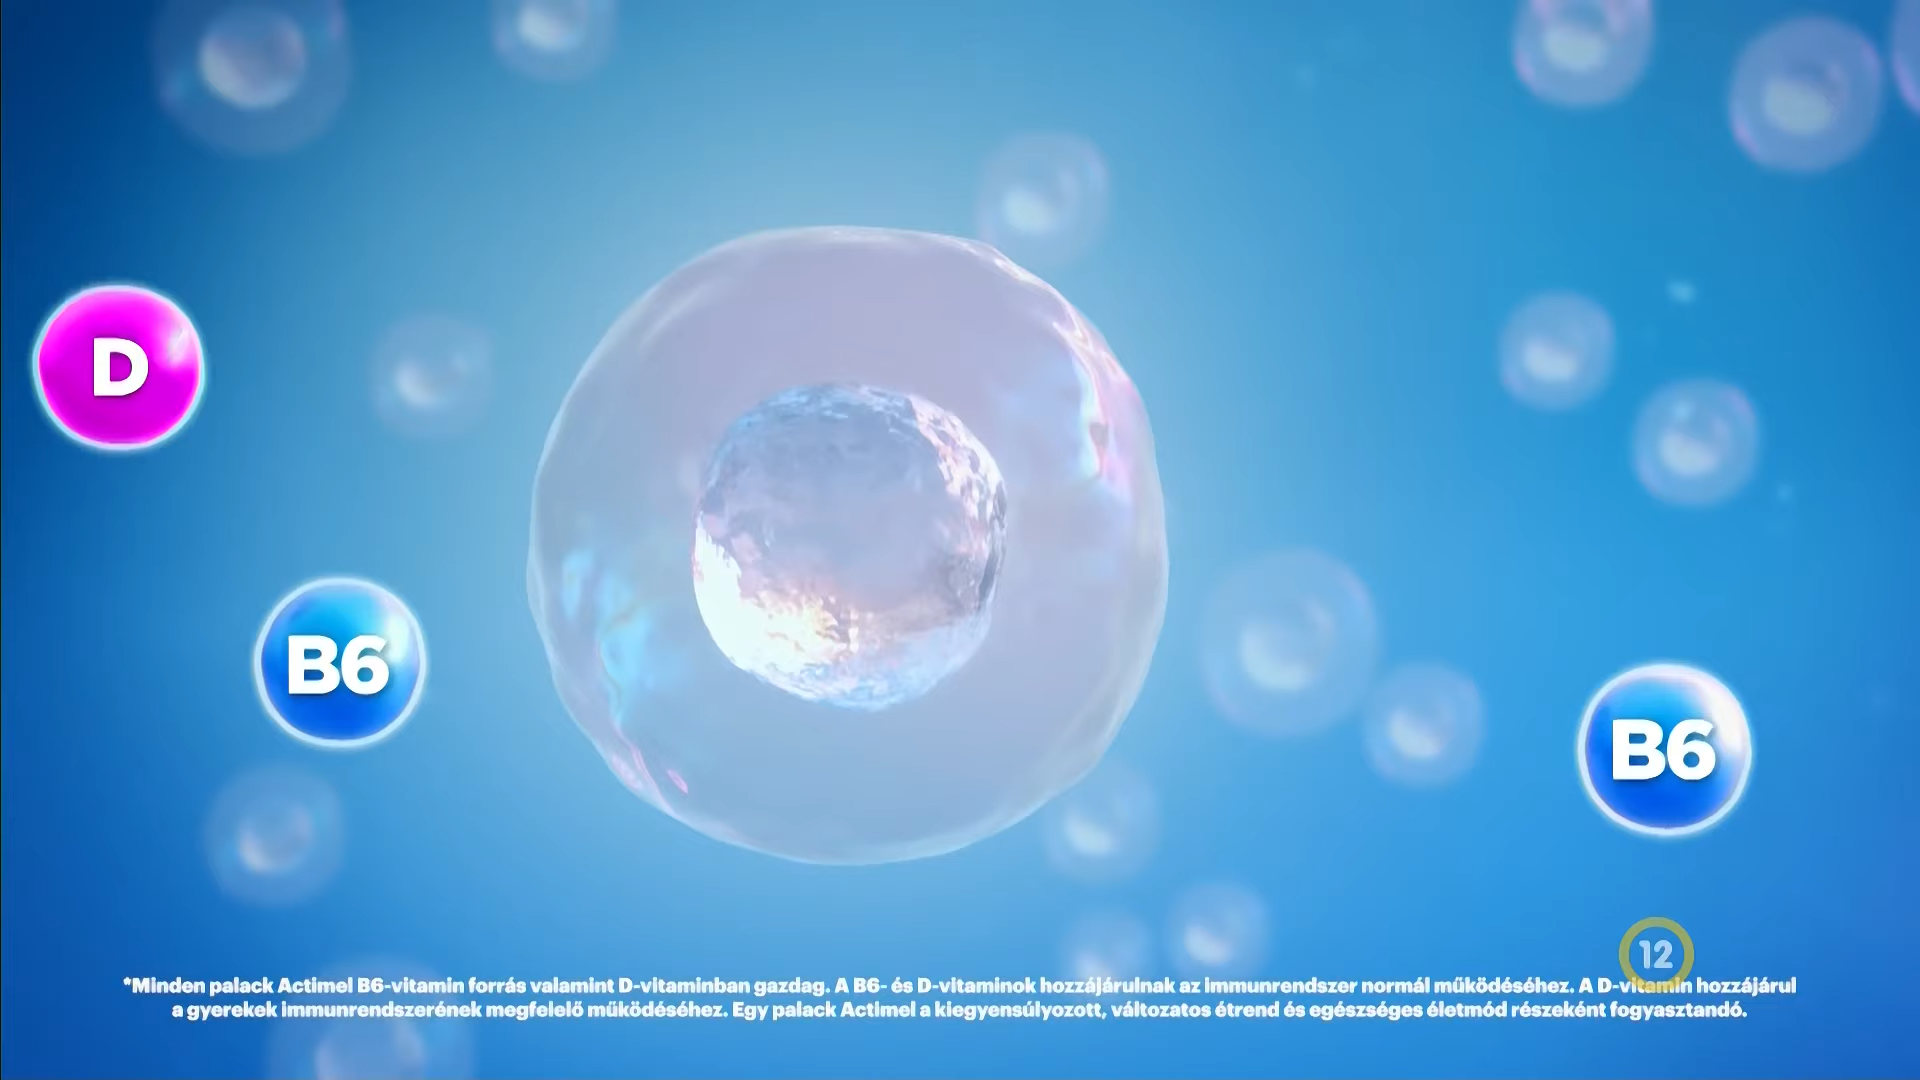 D
B6
B6
12
*Minden palack Actimel B6-vitamin forrás valamint D-vitaminban gazdag. A B6- és D-vitaminok hozzájárulnak az immunrendszer normál működéséhez. A D-vitamin hozzájárul
a gyerekek immunrendszerének megfelelő működéséhez. Egy palack Actimel a kiegyensúlyozott, változatos étrend és egészséges életmód részeként fogyasztandó.